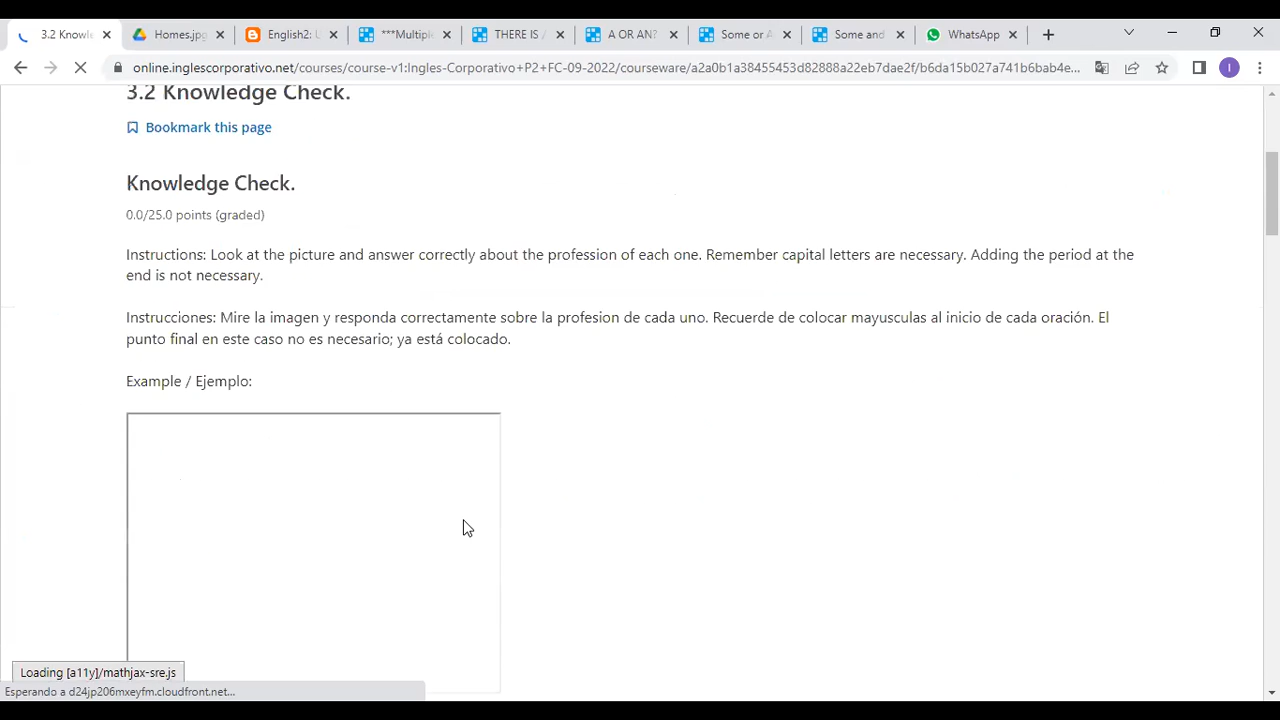 3.2 Knowle
Homes.jpg
English2: U
***Multiple
THERE IS /
A OR AN?
Some or A
Some and
WhatsApp
online.inglescorporativo.net/courses/course-v1:Ingles-Corporativo+P2+FC-09-2022/courseware/a2a0b1a38455453d82888a22eb7dae2f/b6da15b027a741b6bab4e...
I
3.2 Knowledge Check.
Bookmark this page
Knowledge Check.
0.0/25.0 points (graded)
Instructions: Look at the picture and answer correctly about the profession of each one. Remember capital letters are necessary. Adding the period at the
end is not necessary.
Instrucciones: Mire la imagen y responda correctamente sobre la profesion de cada uno. Recuerde de colocar mayusculas al inicio de cada oración. El
punto final en este caso no es necesario; ya está colocado.
Example / Ejemplo:
Loading [a11y]/mathjax-sre.js
Esperando a d24jp206mxeyfm.cloudfront.net...